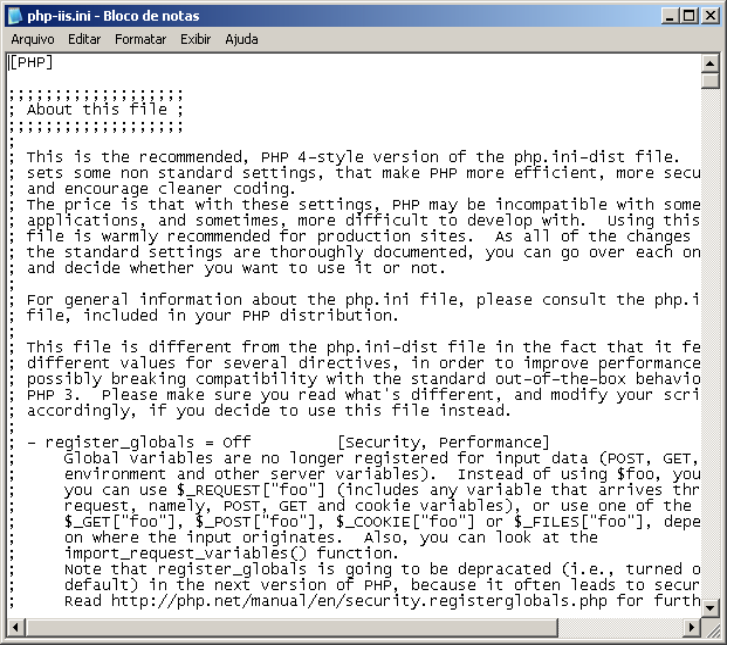 php-iis.ini - Bloco de notas
Arquivo Editar Formatar Exibir Ajuda
[PHP]
;;;;;;;;;;;;;;;;;;;
; About this file ;
;;;;;;;;;;;;;;;;;;;
;
; This is the recommended, PHP 4-style version of the php.ini-dist file.
; sets some non standard settings, that make PHP more efficient, more secu
; and encourage cleaner coding.
; The price is that with these settings, PHP may be incompatible with some
; applications, and sometimes, more difficult to develop with.  Using this
; file is warmly recommended for production sites.  As all of the changes
; the standard settings are thoroughly documented, you can go over each on
; and decide whether you want to use it or not.
;
; For general information about the php.ini file, please consult the php.i
; file, included in your PHP distribution.
;
; This file is different from the php.ini-dist file in the fact that it fe
; different values for several directives, in order to improve performance
; possibly breaking compatibility with the standard out-of-the-box behavio
; PHP 3.  Please make sure you read what's different, and modify your scri
; accordingly, if you decide to use this file instead.
;
; - register_globals = Off         [Security, Performance]
;     Global variables are no longer registered for input data (POST, GET,
;     environment and other server variables).  Instead of using $foo, you
;     you can use $_REQUEST["foo"] (includes any variable that arrives thr
;     request, namely, POST, GET and cookie variables), or use one of the
;     $_GET["foo"], $_POST["foo"], $_COOKIE["foo"] or $_FILES["foo"], depe
;     on where the input originates.  Also, you can look at the
;     import_request_variables() function.
;     Note that register_globals is going to be depracated (i.e., turned o
;     default) in the next version of PHP, because it often leads to secur
;     Read http://php.net/manual/en/security.registerglobals.php for furth